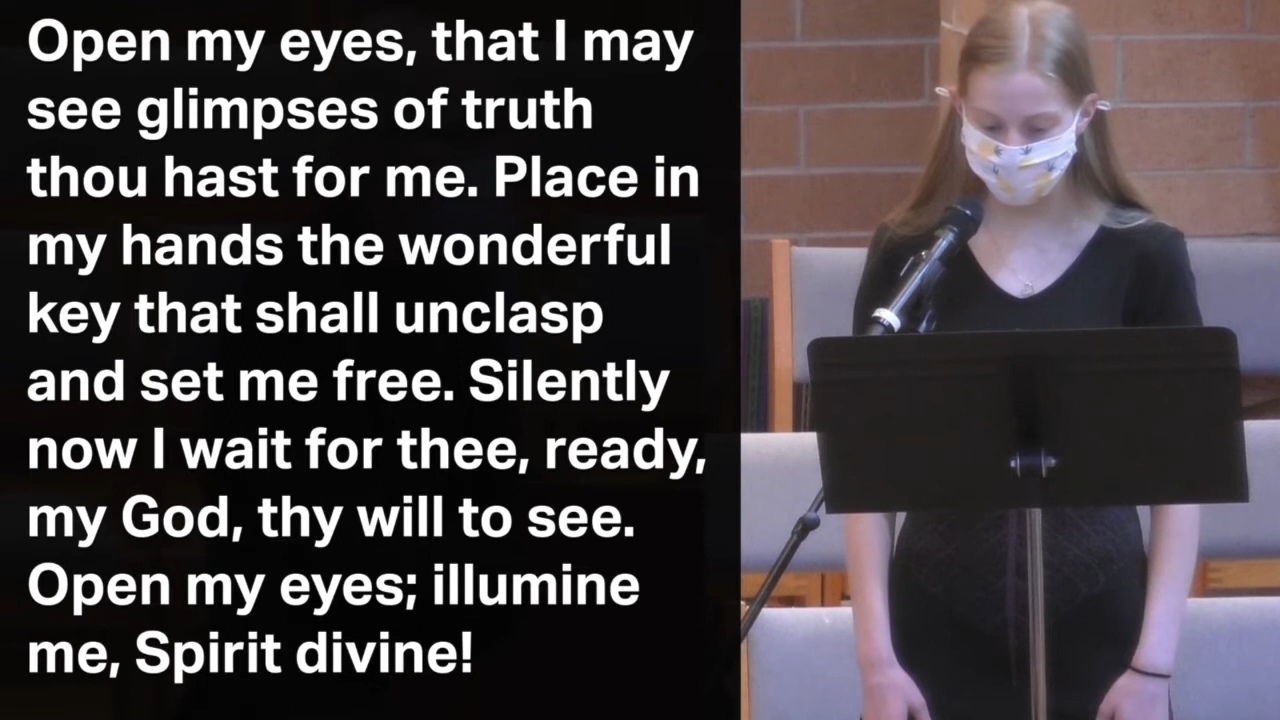 Open my eyes, that I may
see glimpses of truth
thou hast for me. Place in
my hands the wonderful
key that shall unclasp
and set me free. Silently
now I wait for thee, ready,
my God, thy will to see.
Open my eyes; illumine
me, Spirit divine!